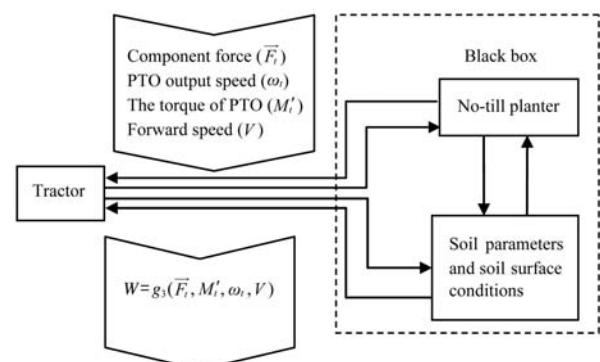 Component force (F⃗ₜ)
PTO output speed (ωₜ)
The torque of PTO (M′ₜ)
Forward speed (V)
Black box
No-till planter
Tractor
Soil parameters
and soil surface
conditions
W=g₃(F⃗ₜ, M′ₜ, ωₜ, V)